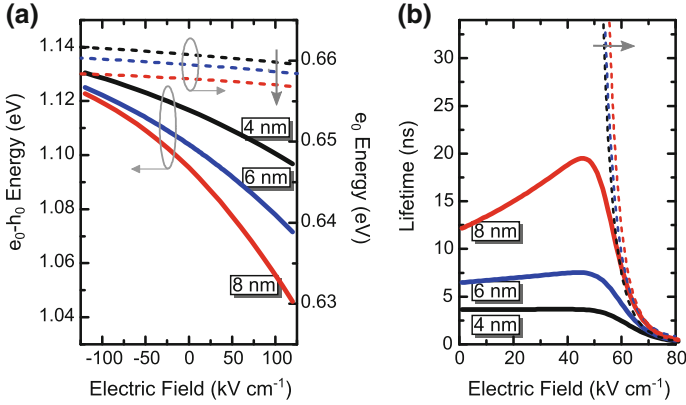 (a)
1.14
1.12
1.10
1.08
1.06
1.04
e₀-h₀ Energy (eV)
4 nm
6 nm
8 nm
0.66
0.65
0.64
0.63
e₀ Energy (eV)
-100
-50
0
50
100
Electric Field (kV cm⁻¹)
(b)
30
25
20
15
10
5
0
Lifetime (ns)
8 nm
6 nm
4 nm
0
20
40
60
80
Electric Field (kV cm⁻¹)